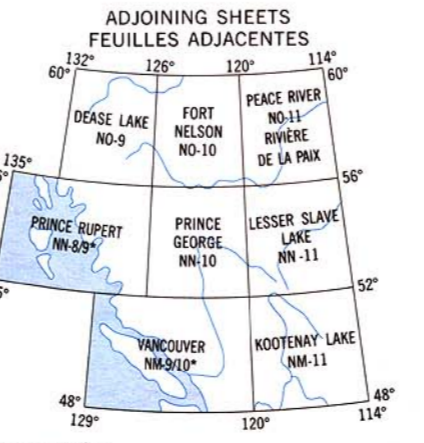 ADJOINING SHEETS
FEUILLES ADJACENTES
132°
126°
120°
114°
60°
60°
DEASE LAKE
NO-9
FORT
NELSON
NO-10
PEACE RIVER
NO-11
RIVIÈRE
DE LA PAIX
135°
6°
56°
PRINCE RUPERT
NN-8/9*
PRINCE
GEORGE
NN-10
LESSER SLAVE
LAKE
NN-11
52°
VANCOUVER
NM-9/10*
KOOTENAY LAKE
NM-11
48°
48°
129°
120°
114°